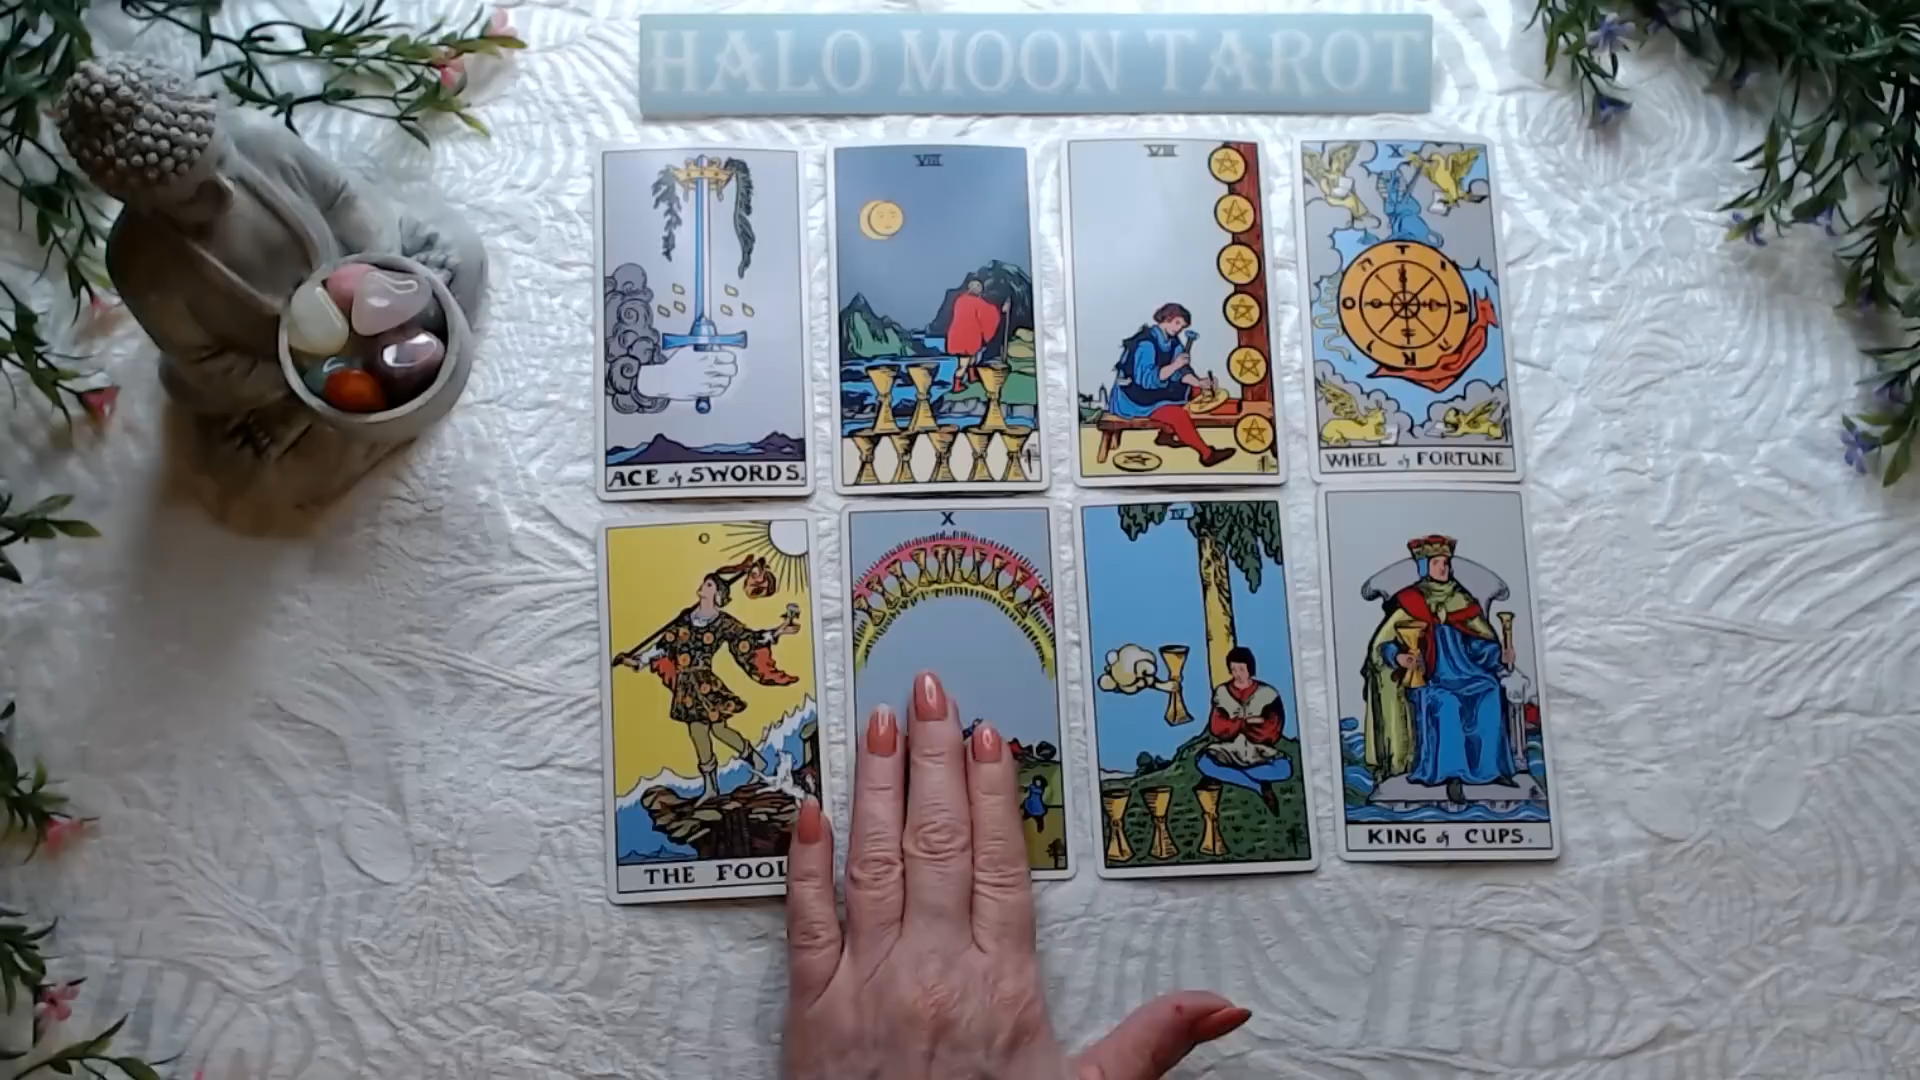 HALO MOON TAROT
VIII
VIII
X
ACE of SWORDS.
WHEEL of FORTUNE
T A R O
0
X
IV
THE FOOL
KING of CUPS.